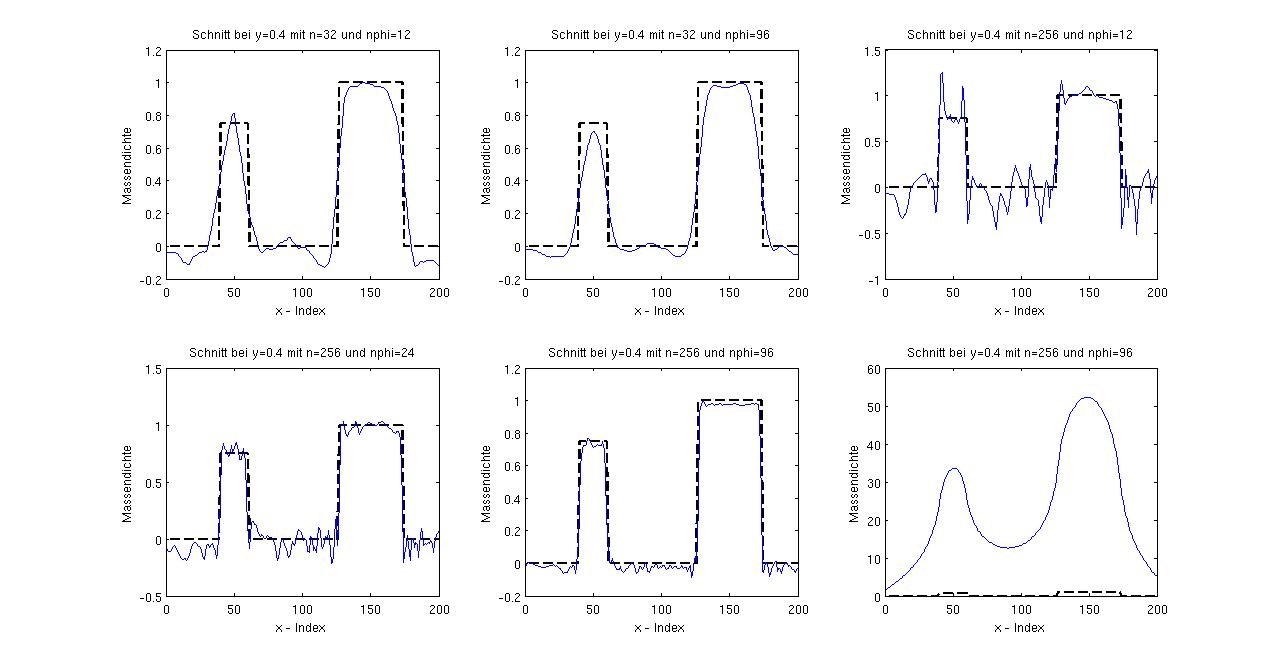 Schnitt bei y=0.4 mit n=32 und nphi=12
1.2
1
0.8
0.6
0.4
0.2
0
-0.2
Massendichte
0 50 100 150 200
x - Index
Schnitt bei y=0.4 mit n=32 und nphi=96
1.2
1
0.8
0.6
0.4
0.2
0
-0.2
Massendichte
0 50 100 150 200
x - Index
Schnitt bei y=0.4 mit n=256 und nphi=12
1.5
1
0.5
0
-0.5
-1
Massendichte
0 50 100 150 200
x - Index
Schnitt bei y=0.4 mit n=256 und nphi=24
1.5
1
0.5
0
-0.5
Massendichte
0 50 100 150 200
x - Index
Schnitt bei y=0.4 mit n=256 und nphi=96
1.2
1
0.8
0.6
0.4
0.2
0
-0.2
Massendichte
0 50 100 150 200
x - Index
Schnitt bei y=0.4 mit n=256 und nphi=96
60
50
40
30
20
10
0
Massendichte
0 50 100 150 200
x - Index